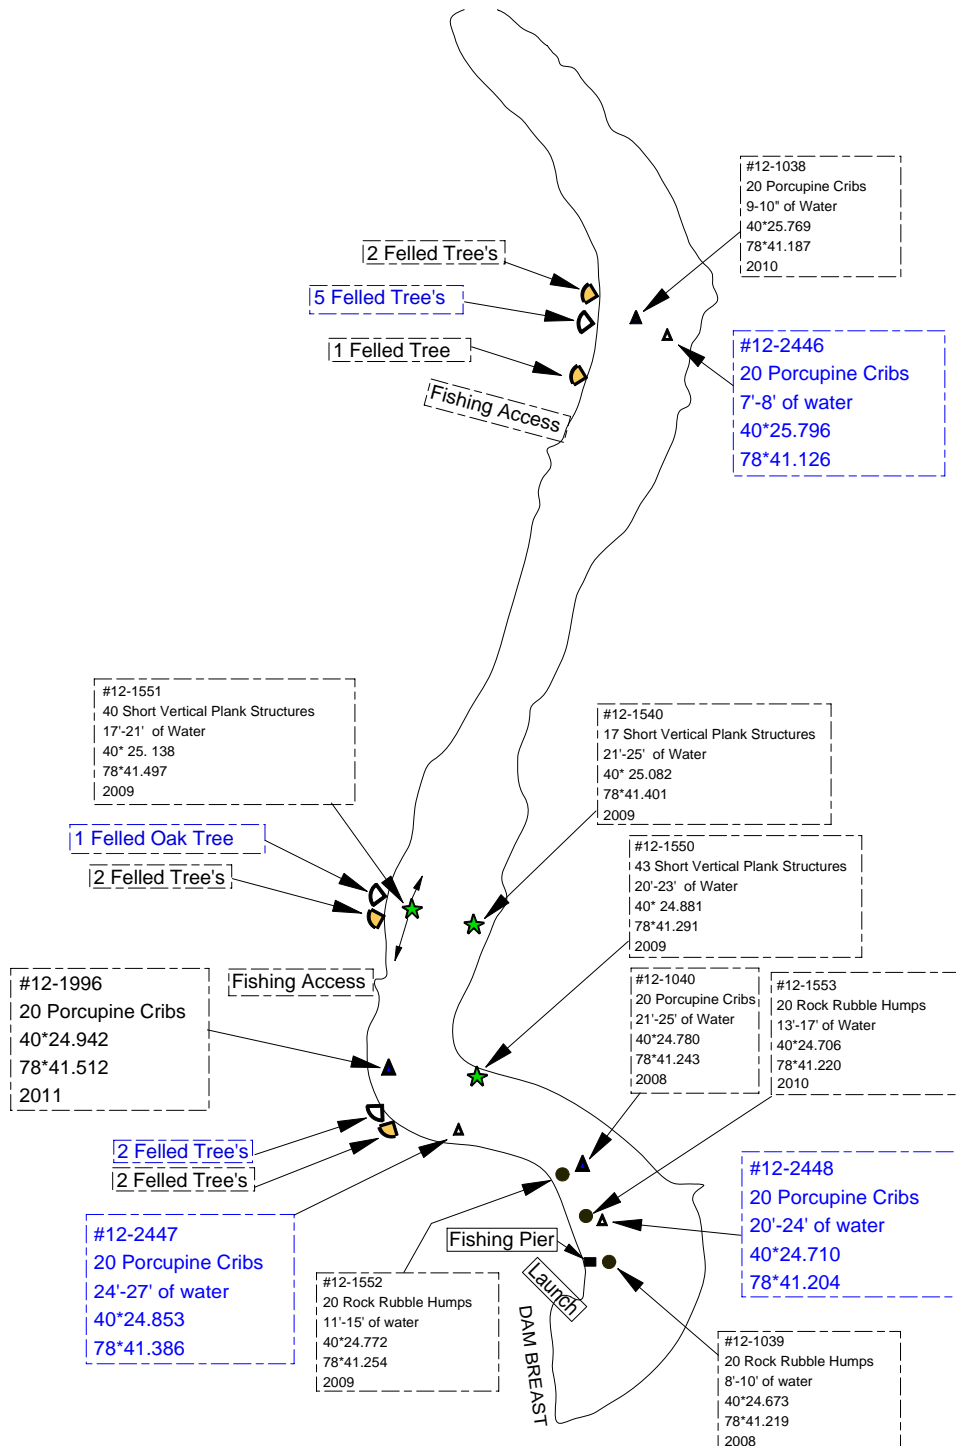 #12-1038
20 Porcupine Cribs
9-10" of Water
40*25.769
78*41.187
2010
2 Felled Tree's
5 Felled Tree's
1 Felled Tree
Fishing Access
#12-2446
20 Porcupine Cribs
7'-8' of water
40*25.796
78*41.126
#12-1551
40 Short Vertical Plank Structures
17'-21' of Water
40* 25. 138
78*41.497
2009
#12-1540
17 Short Vertical Plank Structures
21'-25' of Water
40* 25.082
78*41.401
2009
1 Felled Oak Tree
2 Felled Tree's
#12-1550
43 Short Vertical Plank Structures
20'-23' of Water
40* 24.881
78*41.291
2009
Fishing Access
#12-1996
20 Porcupine Cribs
40*24.942
78*41.512
2011
#12-1040
20 Porcupine Cribs
21'-25' of Water
40*24.780
78*41.243
2008
#12-1553
20 Rock Rubble Humps
13'-17' of Water
40*24.706
78*41.220
2010
2 Felled Tree's
2 Felled Tree's
#12-2447
20 Porcupine Cribs
24'-27' of water
40*24.853
78*41.386
#12-2448
20 Porcupine Cribs
20'-24' of water
40*24.710
78*41.204
Fishing Pier
Launch
DAM BREAST
#12-1552
20 Rock Rubble Humps
11'-15' of water
40*24.772
78*41.254
2009
#12-1039
20 Rock Rubble Humps
8'-10' of water
40*24.673
78*41.219
2008